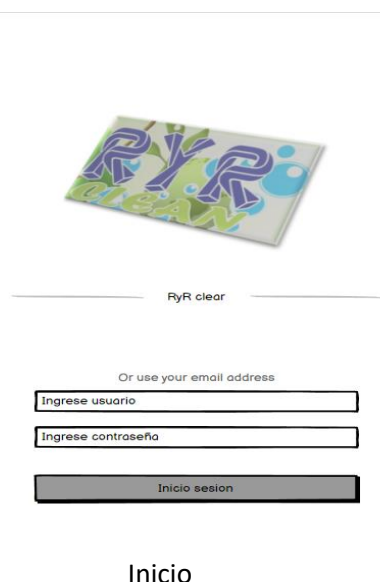 RYR
CLEAN
RyR clear
Or use your email address
Ingrese usuario
Ingrese contraseña
Inicio sesion
Inicio